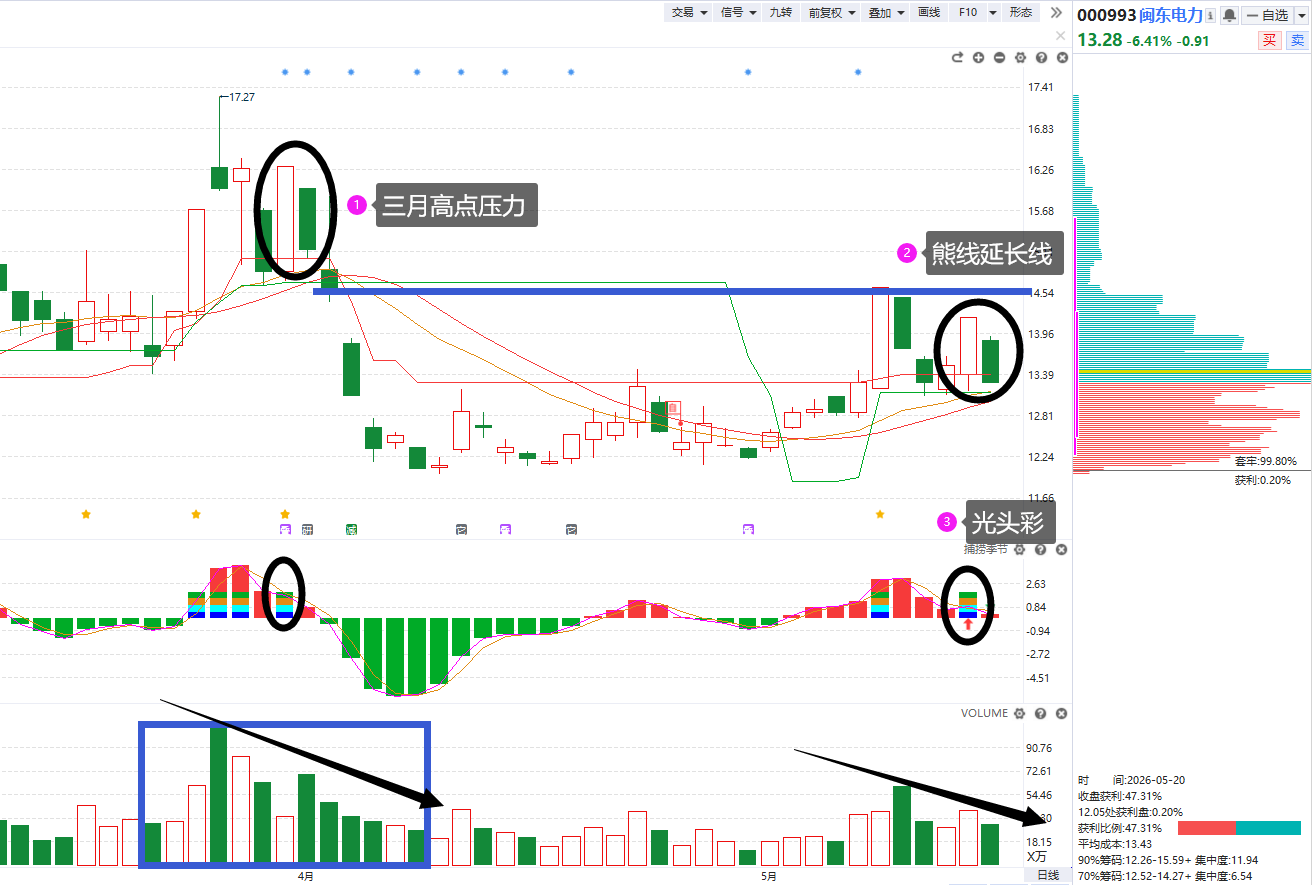 交易 信号 九转 前复权 叠加 画线 F10 形态
000993 闽东电力 自选
13.28 -6.41% -0.91 买 卖
17.41
17.27
16.83
16.26
1 三月高点压力
15.68
2 熊线延长线
14.54
13.96
13.39
12.81
12.24
套牢:99.80%
获利:0.20%
11.66
3 光头彩
捕捞季节
2.63
0.84
-0.94
-2.72
-4.51
VOLUME
90.76
72.61
54.46
.30
18.15
X万
4月 5月 日线
时 间:2026-05-20
收盘获利:47.31%
12.05处获利盘:0.20%
获利比例:47.31%
平均成本:13.43
90%筹码:12.26-15.59+ 集中度:11.94
70%筹码:12.52-14.27+ 集中度:6.54